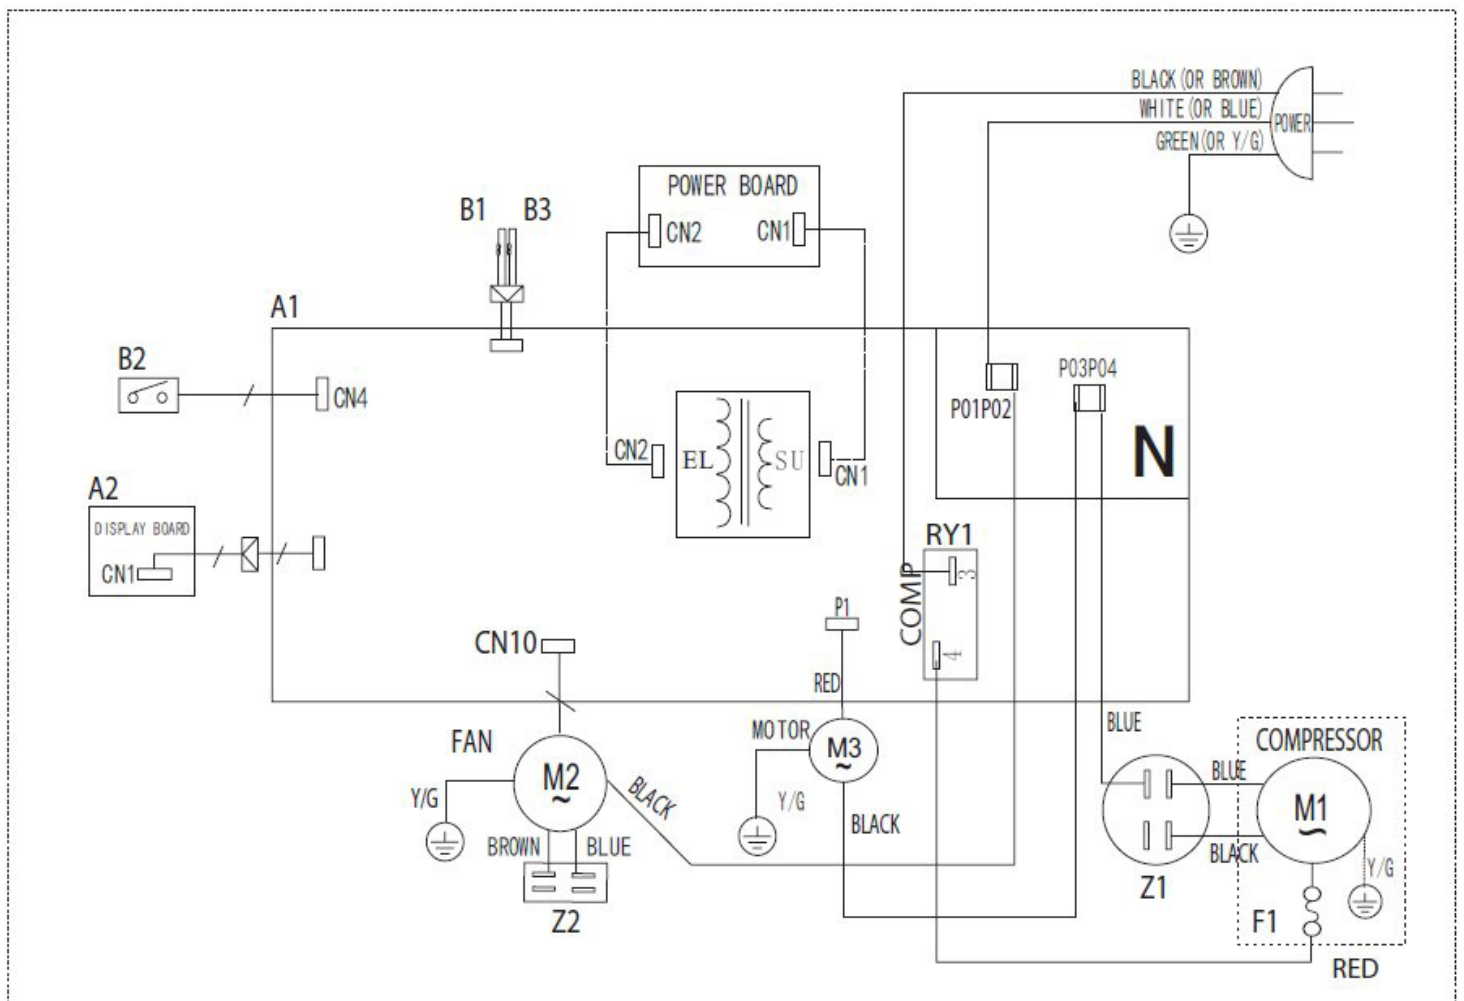 BLACK(OR BROWN)
WHITE(OR BLUE)
POWER
GREEN(OR Y/G)
POWER BOARD
B1 B3
CN2 CN1
A1
B2
P03P04
CN4
P01P02
N
CN2 EL SU CN1
A2
DISPLAY BOARD
RY1
CN1
3
COMP
P1
CN10
4
RED
BLUE
FAN
MOTOR
M3
~
COMPRESSOR
M2
~
BLUE
Y/G
BLACK
Y/G
M1
~
BLACK
BROWN BLUE
BLACK
Y/G
Z1
Z2
F1
RED